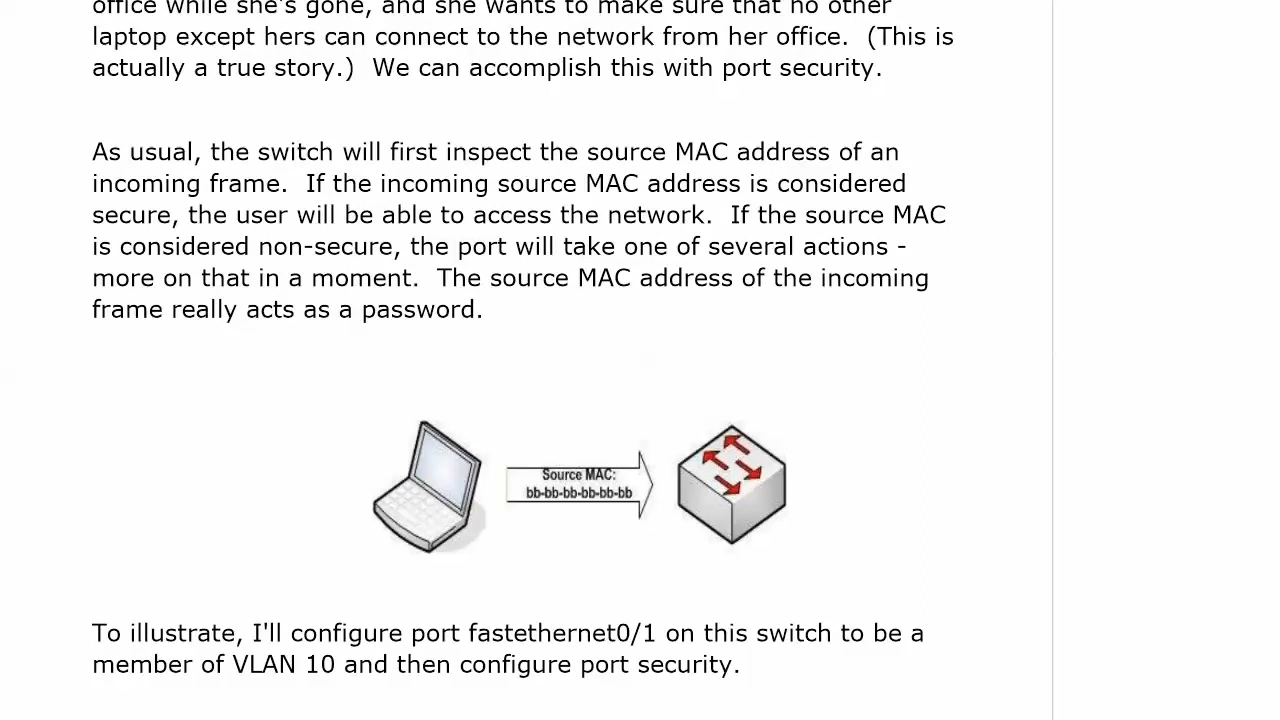 office while she's gone, and she wants to make sure that no other
laptop except hers can connect to the network from her office.  (This is
actually a true story.)  We can accomplish this with port security.
As usual, the switch will first inspect the source MAC address of an
incoming frame.  If the incoming source MAC address is considered
secure, the user will be able to access the network.  If the source MAC
is considered non-secure, the port will take one of several actions -
more on that in a moment.  The source MAC address of the incoming
frame really acts as a password.
Source MAC:
bb-bb-bb-bb-bb-bb
To illustrate, I'll configure port fastethernet0/1 on this switch to be a
member of VLAN 10 and then configure port security.